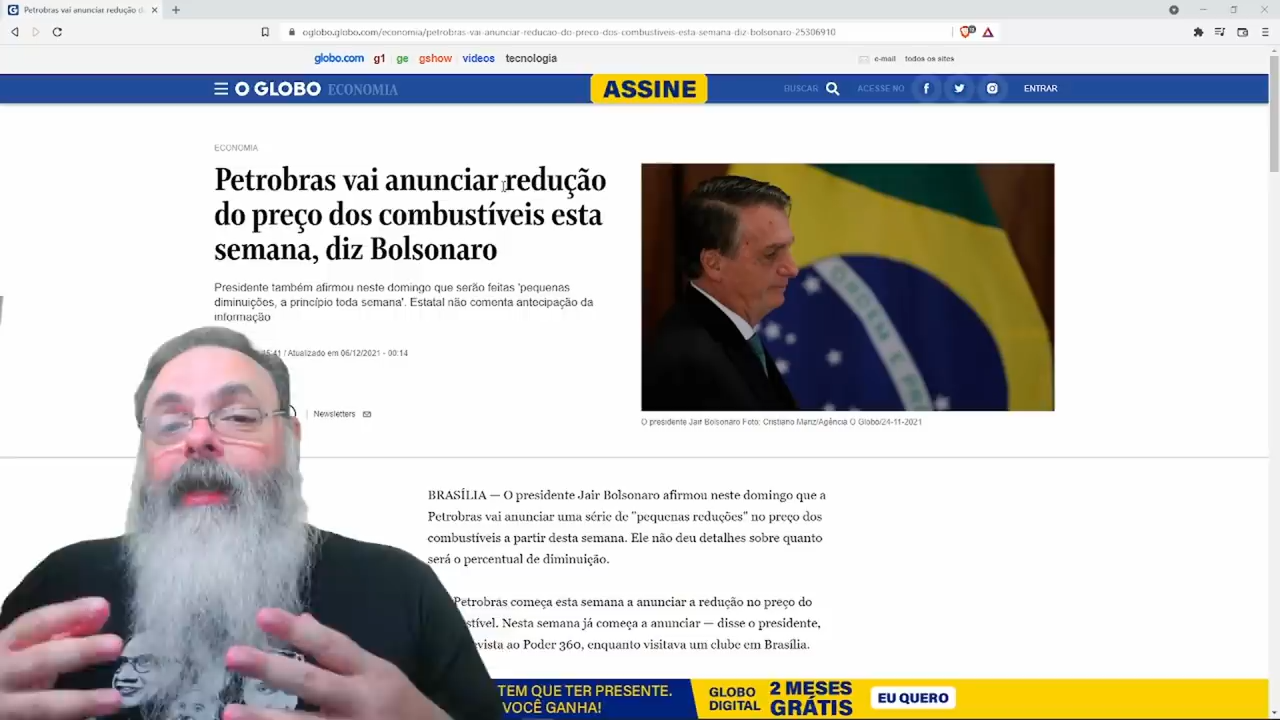 Petrobras vai anunciar redução d
oglobo.globo.com/economia/petrobras-vai-anunciar-reducao-do-preco-dos-combustiveis-esta-semana-diz-bolsonaro-25306910
globo.com g1 ge gshow videos tecnologia
e-mail todos os sites
O GLOBO ECONOMIA
ASSINE
BUSCAR
ACESSE NO
ENTRAR
ECONOMIA
Petrobras vai anunciar redução
do preço dos combustíveis esta
semana, diz Bolsonaro
Presidente também afirmou neste domingo que serão feitas 'pequenas
diminuições, a princípio toda semana'. Estatal não comenta antecipação da
informação
/ Atualizado em 06/12/2021 - 00:14
Newsletters
ORDEM E
O presidente Jair Bolsonaro Foto: Cristiano Mariz/Agência O Globo/24-11-2021
BRASÍLIA — O presidente Jair Bolsonaro afirmou neste domingo que a
Petrobras vai anunciar uma série de "pequenas reduções" no preço dos
combustíveis a partir desta semana. Ele não deu detalhes sobre quanto
será o percentual de diminuição.
Petrobras começa esta semana a anunciar a redução no preço do
stível. Nesta semana já começa a anunciar — disse o presidente,
evista ao Poder 360, enquanto visitava um clube em Brasília.
TEM QUE TER PRESENTE.
VOCÊ GANHA!
GLOBO
DIGITAL
2 MESES
GRÁTIS
EU QUERO